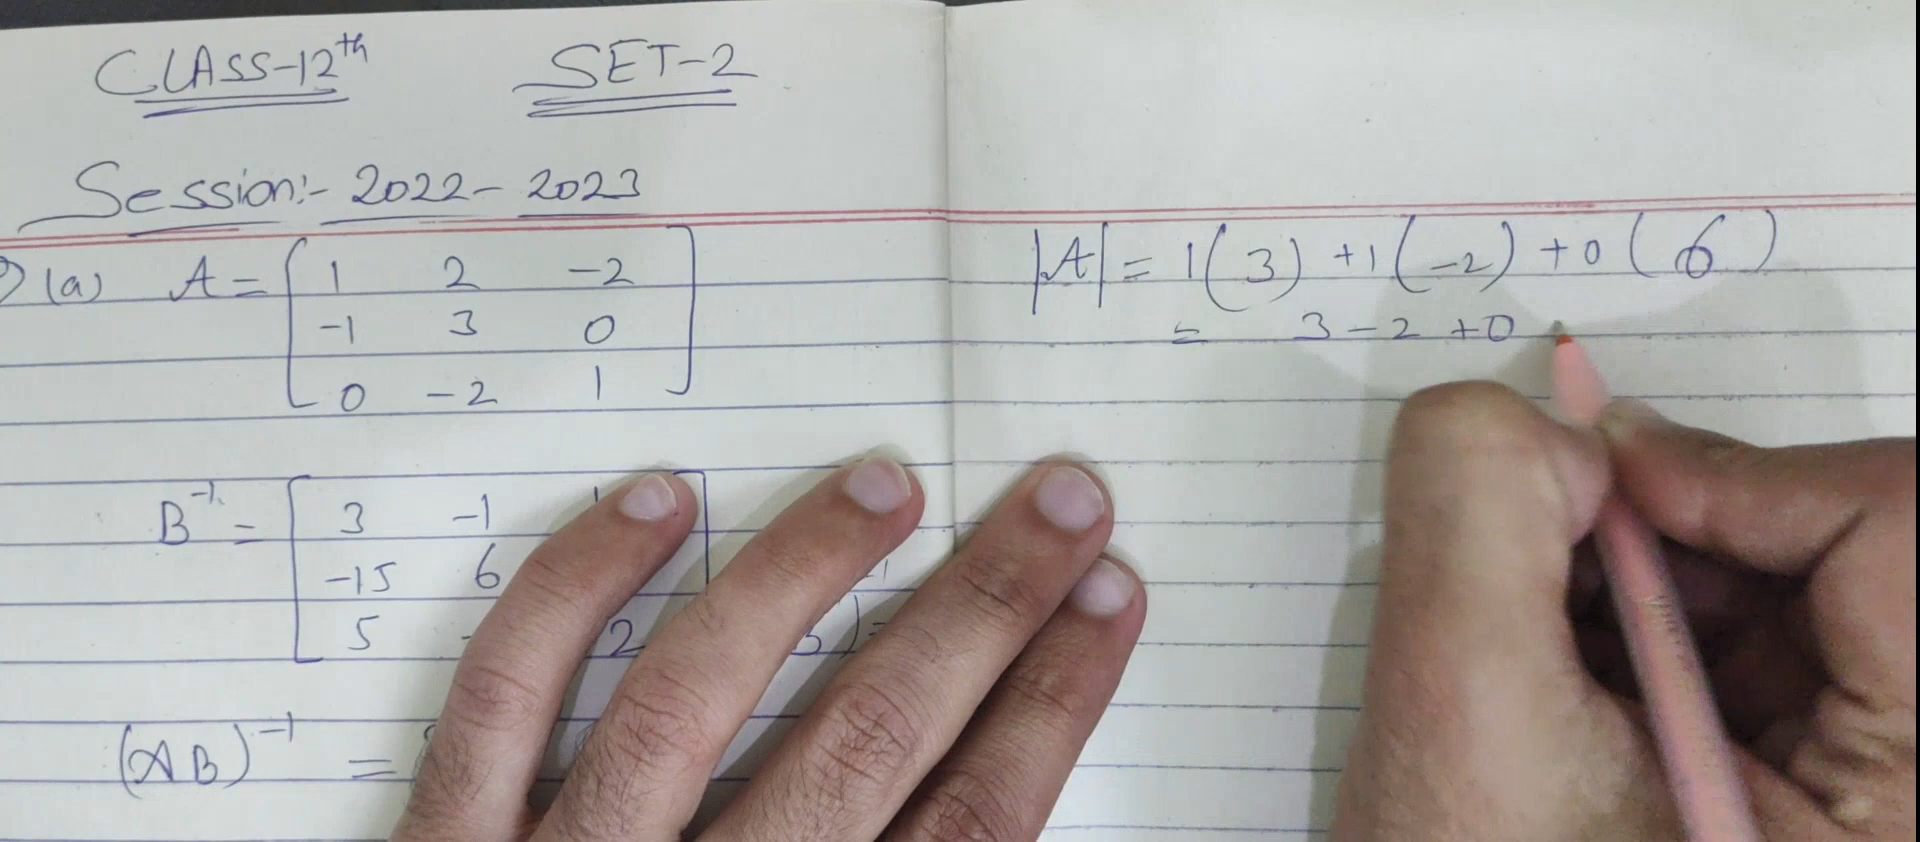 CLASS-12th SET-2
Session:- 2022-2023
(a) A = [ 1 2 -2
-1 3 0
0 -2 1 ]
B⁻¹ = [ 3 -1
-15 6
5 2 ]
(AB)⁻¹ =
|A| = 1(3) +1(-2) +0(6)
= 3-2+0